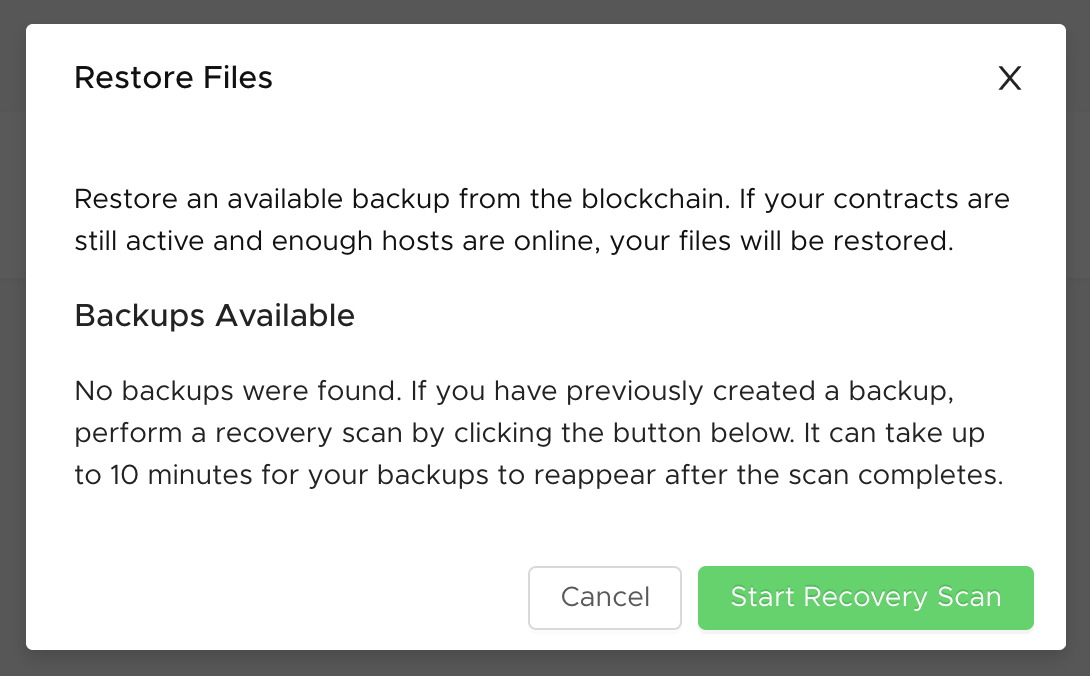 Restore Files
X
Restore an available backup from the blockchain. If your contracts are
still active and enough hosts are online, your files will be restored.
Backups Available
No backups were found. If you have previously created a backup,
perform a recovery scan by clicking the button below. It can take up
to 10 minutes for your backups to reappear after the scan completes.
Cancel
Start Recovery Scan